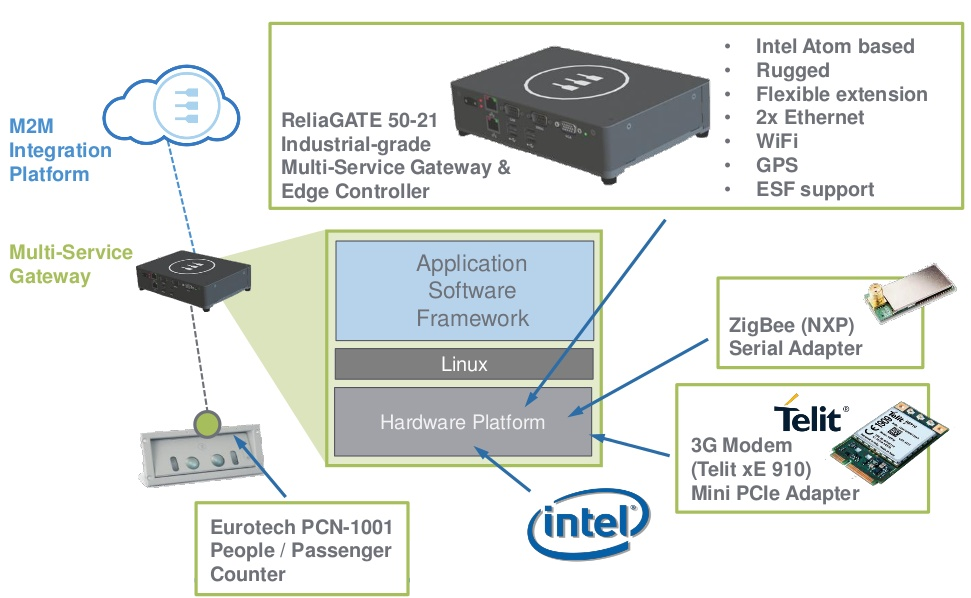 ReliaGATE 50-21
Industrial-grade
Multi-Service Gateway &
Edge Controller
• Intel Atom based
• Rugged
• Flexible extension
• 2x Ethernet
• WiFi
• GPS
• ESF support
M2M
Integration
Platform
Multi-Service
Gateway
Application
Software
Framework
Linux
Hardware Platform
ZigBee (NXP)
Serial Adapter
Telit®
3G Modem
(Telit xE 910)
Mini PCIe Adapter
Telit
intel®
Eurotech PCN-1001
People / Passenger
Counter